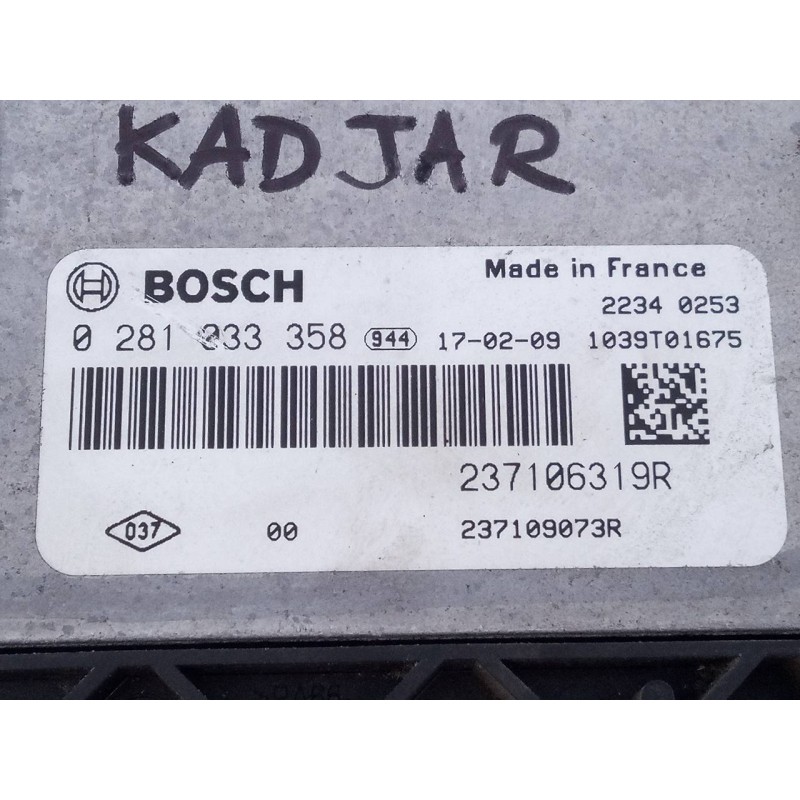 KADJAR
BOSCH
Made in France
2234 0253
0 281 033 358 944 17-02-09 1039T01675
237106319R
037 00 237109073R